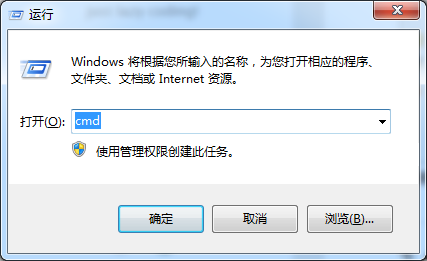 运行
Windows 将根据您所输入的名称，为您打开相应的程序、
文件夹、文档或 Internet 资源。
打开(O): cmd
使用管理权限创建此任务。
确定 取消 浏览(B)...